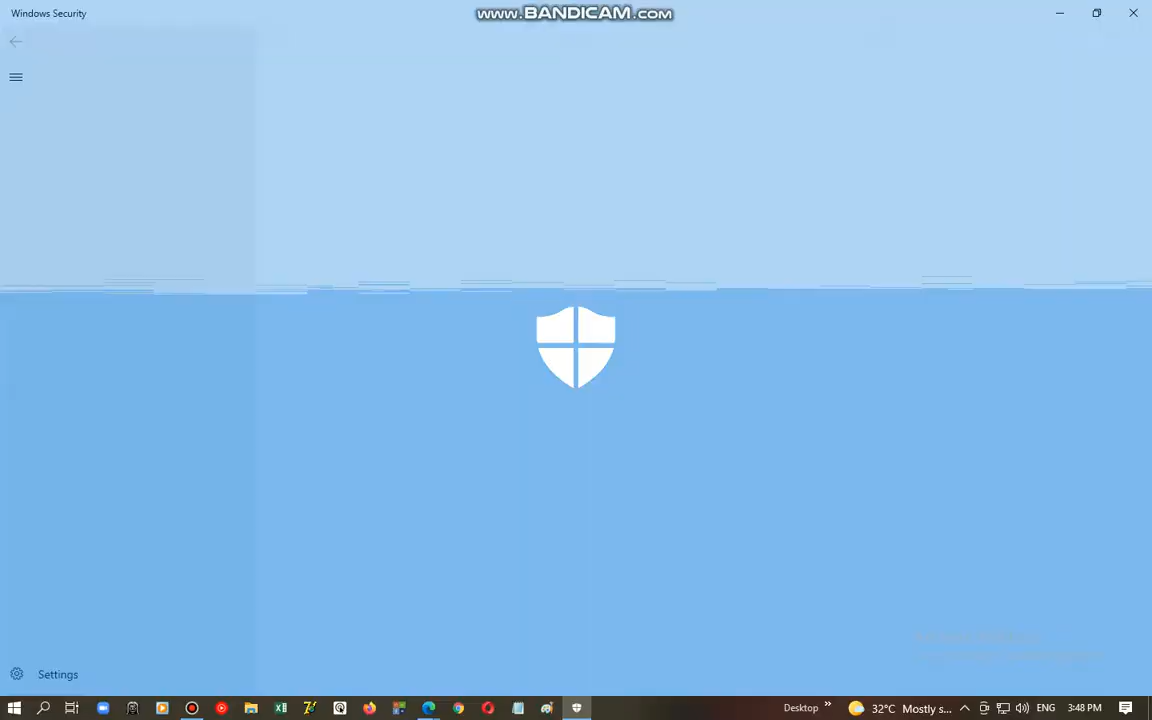 Windows Security
www.BANDICAM.com
Settings
Desktop
32°C Mostly s...
ENG
3:48 PM